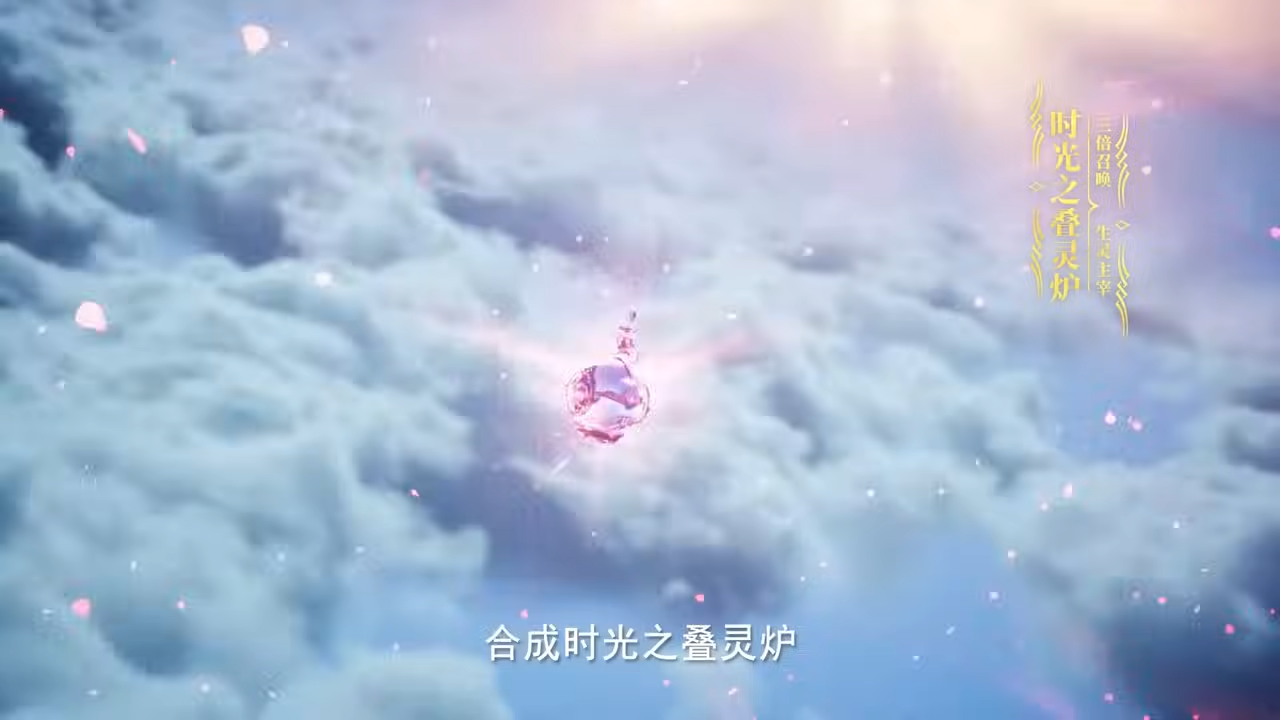 三倍召唤 生灵主宰
时光之叠灵炉
合成时光之叠灵炉